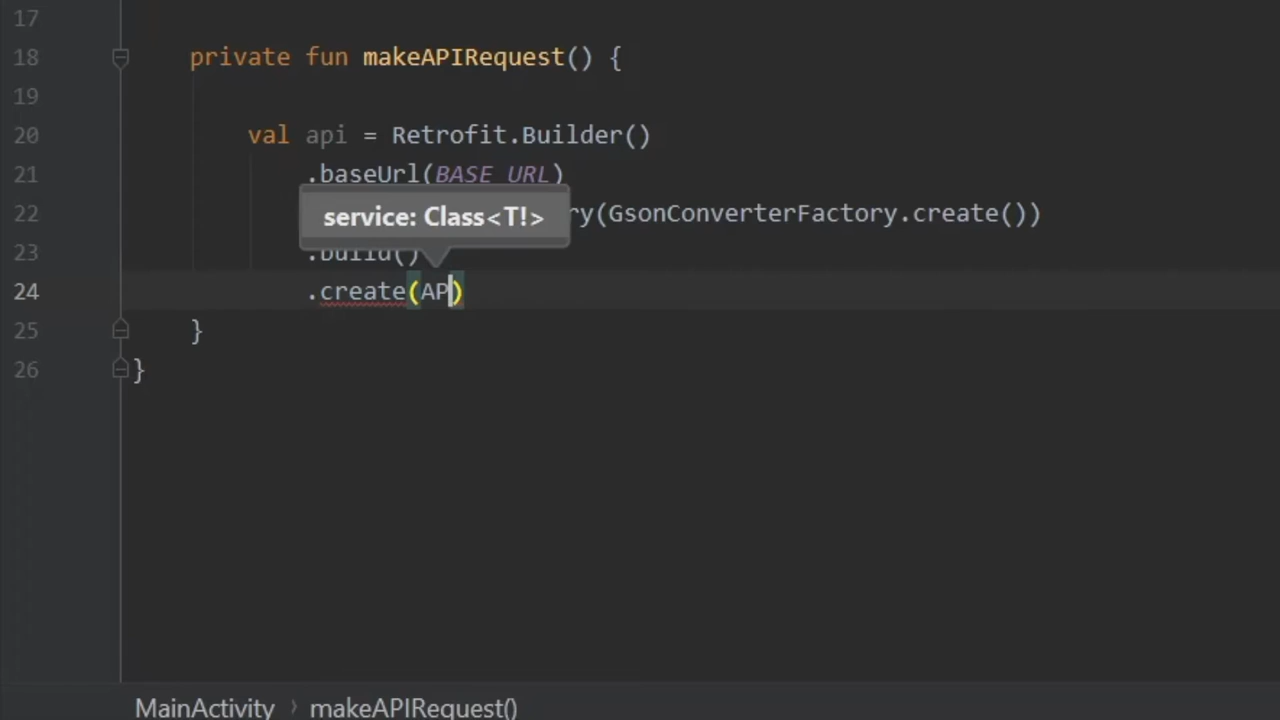 17
18 private fun makeAPIRequest() {
19
20 val api = Retrofit.Builder()
21 .baseUrl(BASE_URL)
service: Class<T!>
22 ry(GsonConverterFactory.create())
23 .build()
24 .create(AP)
25 }
26 }
MainActivity › makeAPIRequest()